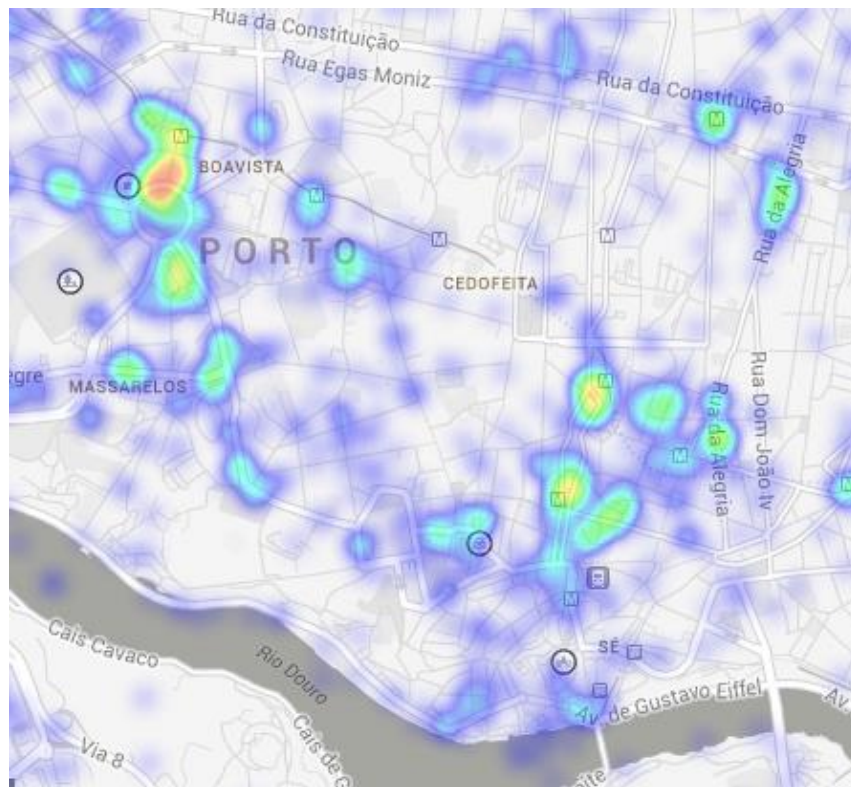 Rua da Constituição
Rua Egas Moniz
Rua da Constituição
BOAVISTA
Rua da Alegria
PORTO
CEDOFEITA
egre
MASSARELOS
Rua da Alegria
Rua Dom João Iv
Cais Cavaco
Rio Douro
SÉ
Av. de Gustavo Eiffel
Av.
Via 8
Cais de G
ite
M
M
M
M
M
M
M
M
M